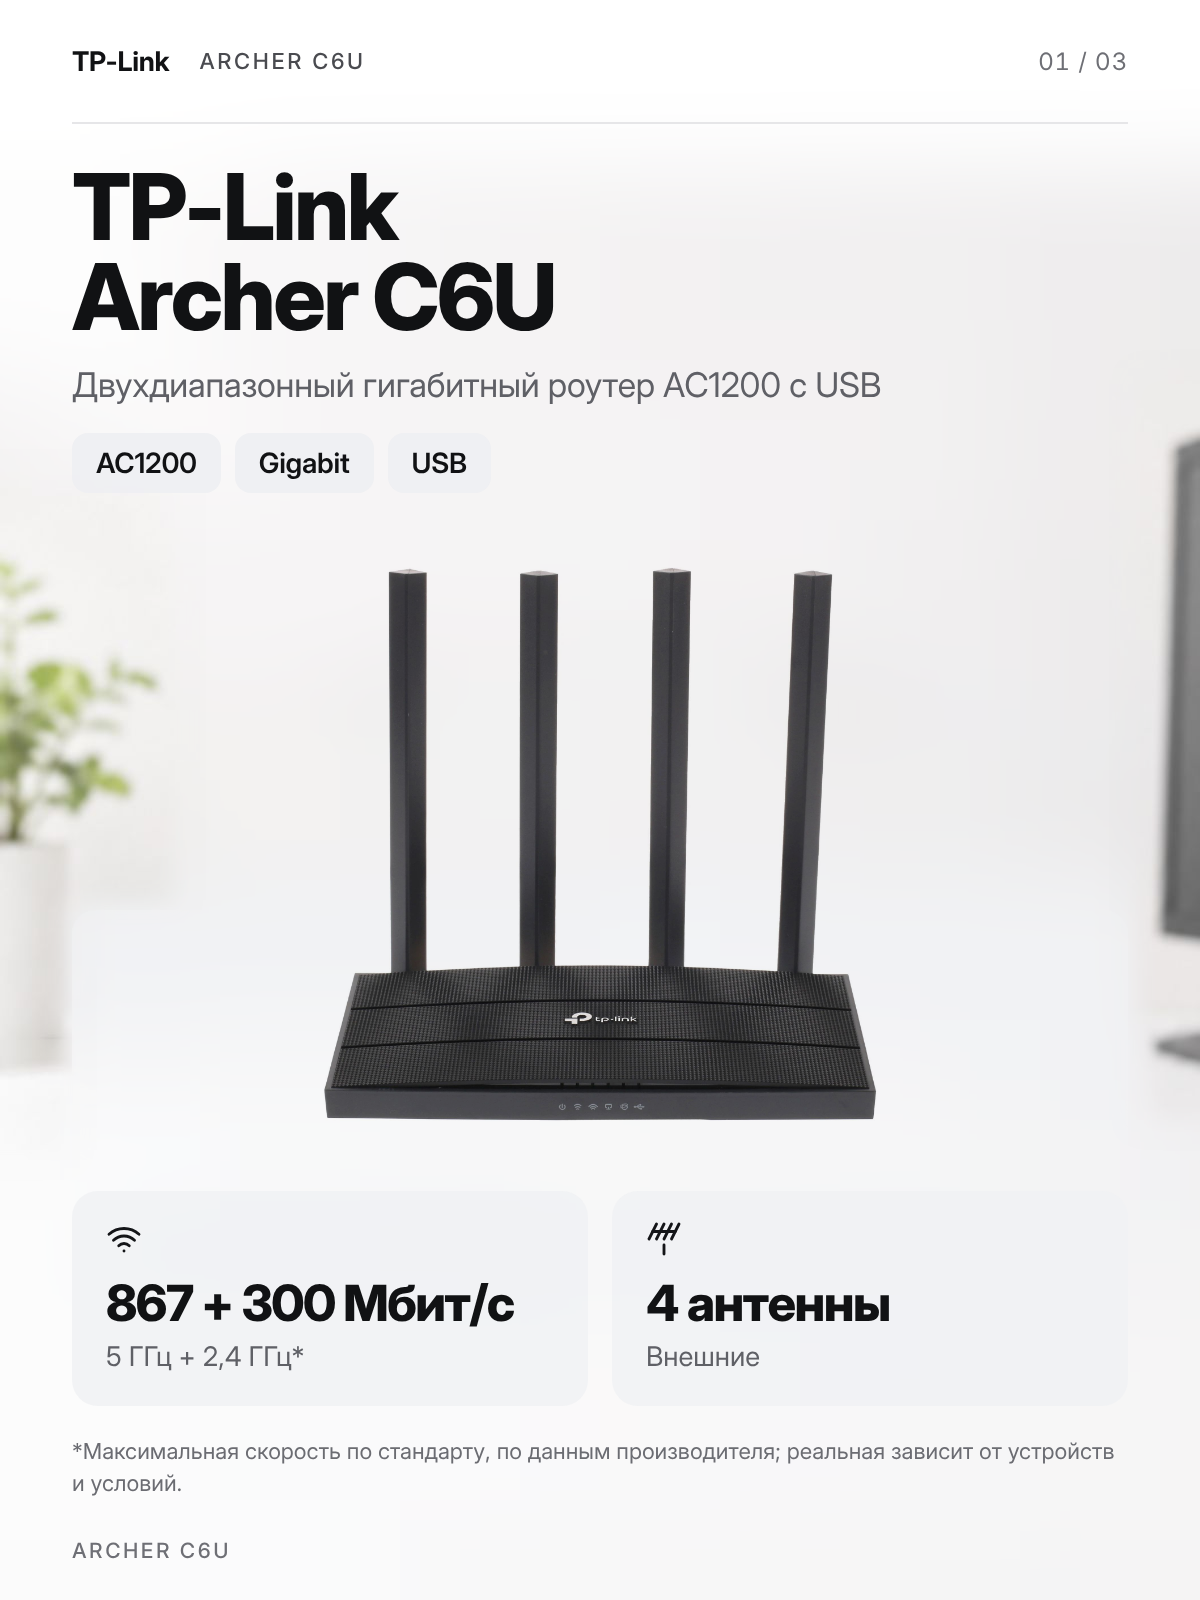 TP-Link ARCHER C6U 01 / 03
TP-Link
Archer C6U
Двухдиапазонный гигабитный роутер AC1200 с USB
AC1200 Gigabit USB
tp-link
867 + 300 Мбит/с
5 ГГц + 2,4 ГГц*
4 антенны
Внешние
*Максимальная скорость по стандарту, по данным производителя; реальная зависит от устройств
и условий.
ARCHER C6U